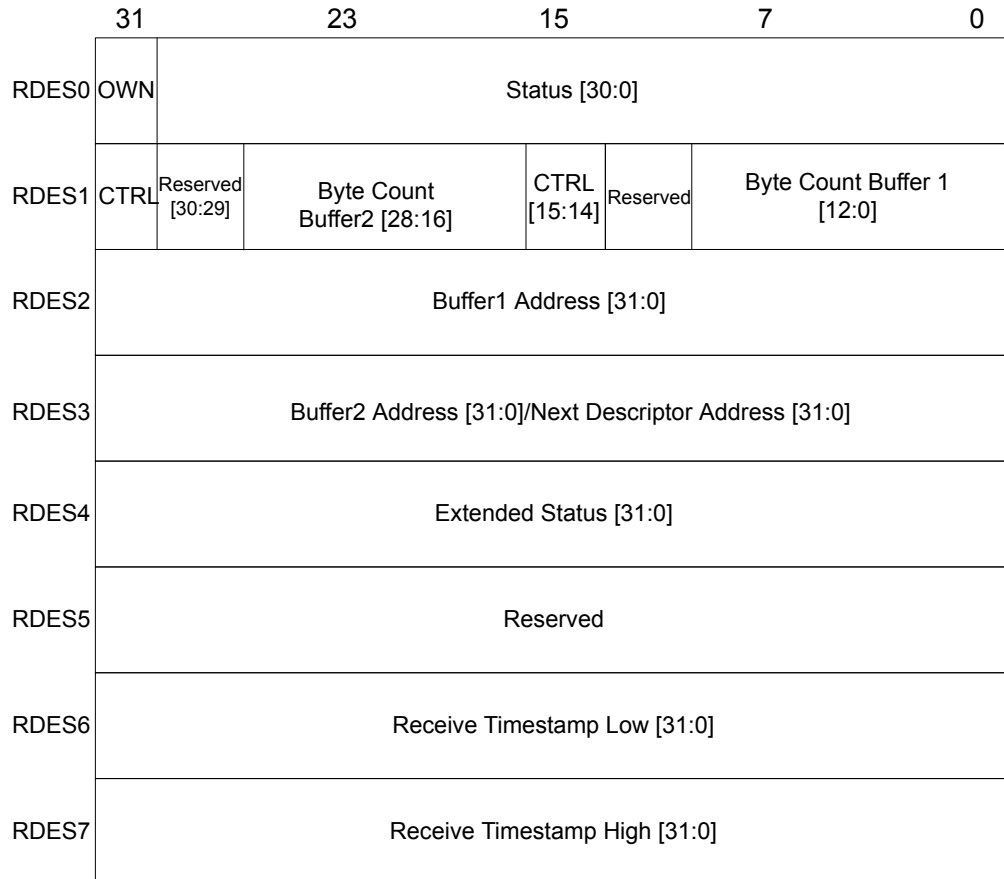 31 23 15 7 0
RDES0 OWN Status [30:0]
RDES1 CTRL Reserved [30:29] Byte Count Buffer2 [28:16] CTRL [15:14] Reserved Byte Count Buffer 1 [12:0]
RDES2 Buffer1 Address [31:0]
RDES3 Buffer2 Address [31:0]/Next Descriptor Address [31:0]
RDES4 Extended Status [31:0]
RDES5 Reserved
RDES6 Receive Timestamp Low [31:0]
RDES7 Receive Timestamp High [31:0]